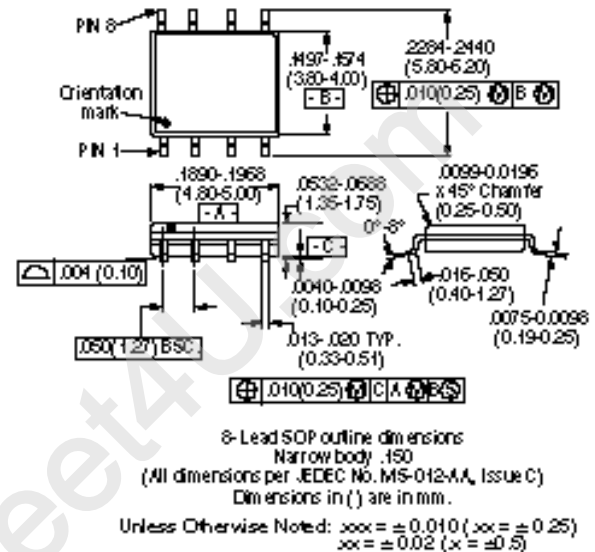 PIN 8
.1497-.1574
(3.80-4.00)
- B -
.2284-.2440
(5.80-6.20)
.010(0.25) Ⓜ B Ⓜ
Orientation
mark
PIN 1
.1890-.1968
(4.80-5.00)
- A -
.0532-.0688
(1.35-1.75)
- C -
.0099-0.0196
x 45° Chamfer
(0.25-0.50)
0°-8°
.004 (0.10)
.0040-.0098
(0.10-0.25)
.016-.050
(0.40-1.27)
.0075-0.0098
(0.19-0.25)
.050(1.27) BSC
.013-.020 TYP.
(0.33-0.51)
.010(0.25) Ⓜ C A Ⓜ B Ⓢ
8-Lead SOP outline dimensions
Narrow body .150
(All dimensions per JEDEC No. MS-012-AA, Issue C)
Dimensions in ( ) are in mm.
Unless Otherwise Noted: .xxx = ±0.010 ( .xx = ±0.25)
.xx = ±0.02 (.x = ±0.5)
eet4U.com